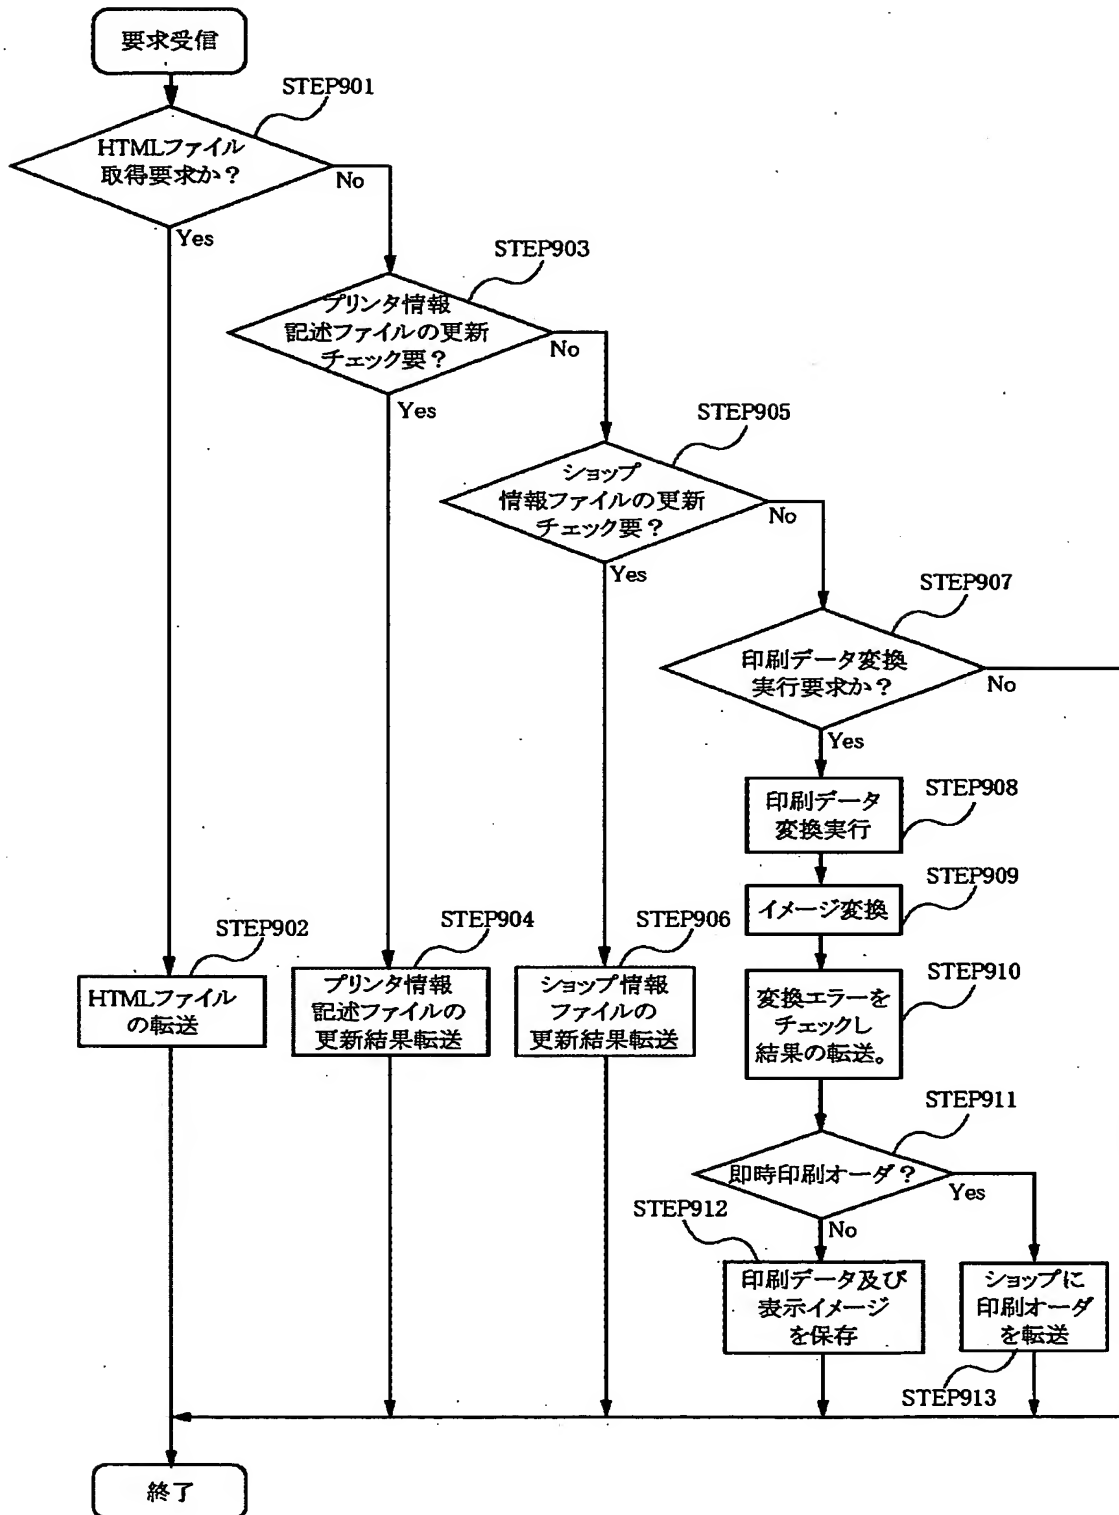 要求受信
STEP901
HTMLファイル
取得要求か？
No
Yes
STEP903
プリンタ情報
記述ファイルの更新
チェック要？
No
Yes
STEP905
ショップ
情報ファイルの更新
チェック要？
No
Yes
STEP907
印刷データ変換
実行要求か？
No
Yes
STEP908
印刷データ
変換実行
STEP909
イメージ変換
STEP902
HTMLファイル
の転送
STEP904
プリンタ情報
記述ファイルの
更新結果転送
STEP906
ショップ情報
ファイルの
更新結果転送
STEP910
変換エラーを
チェックし
結果の転送。
STEP911
即時印刷オーダ？
Yes
No
STEP912
印刷データ及び
表示イメージ
を保存
ショップに
印刷オーダ
を転送
STEP913
終了